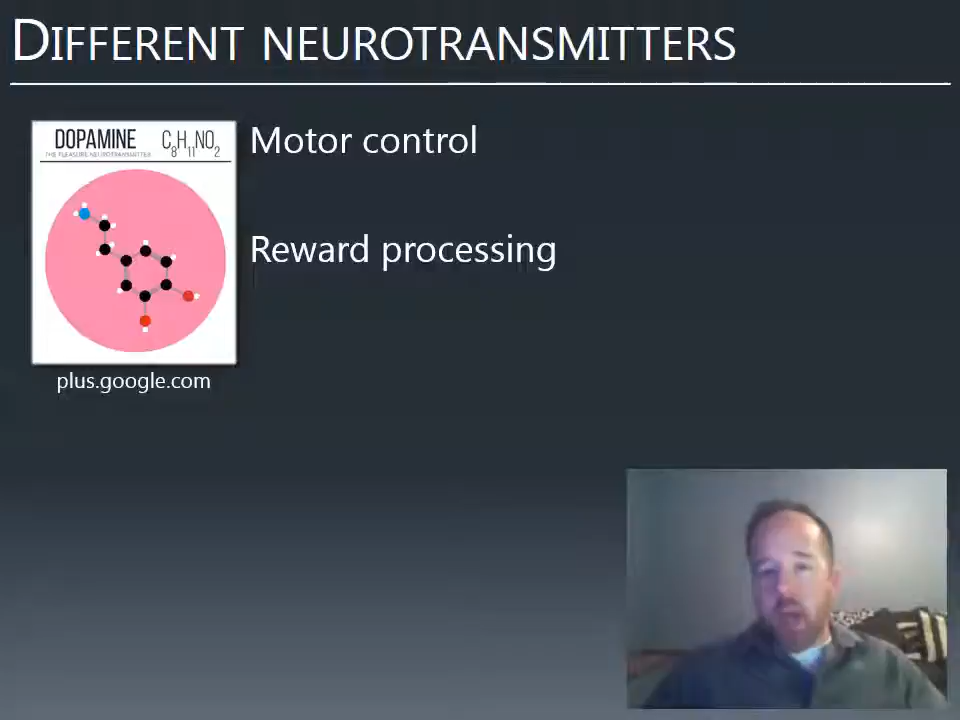 DIFFERENT NEUROTRANSMITTERS
DOPAMINE C8H11NO2
THE PLEASURE NEUROTRANSMITTER
Motor control
Reward processing
plus.google.com